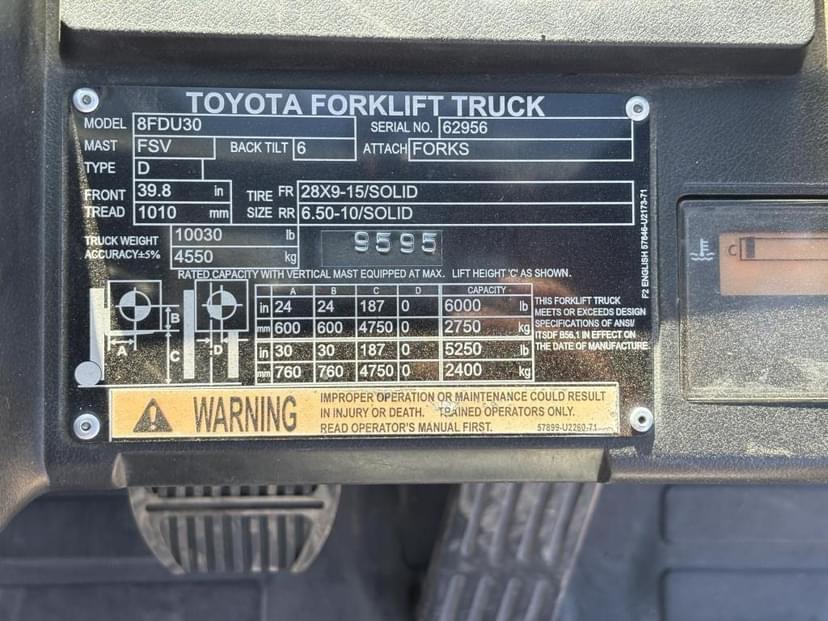 TOYOTA FORKLIFT TRUCK
MODEL 8FDU30 SERIAL NO. 62956
MAST FSV BACK TILT 6 ATTACH FORKS
TYPE D
FRONT 39.8 in TIRE FR 28X9-15/SOLID
TREAD 1010 mm SIZE RR 6.50-10/SOLID
TRUCK WEIGHT 10030 lb
ACCURACY±5% 4550 kg 9595
RATED CAPACITY WITH VERTICAL MAST EQUIPPED AT MAX. LIFT HEIGHT 'C' AS SHOWN.
A B C D CAPACITY
in 24 24 187 0 6000 lb
mm 600 600 4750 0 2750 kg
in 30 30 187 0 5250 lb
mm 760 760 4750 0 2400 kg
A B C D
THIS FORKLIFT TRUCK
MEETS OR EXCEEDS DESIGN
SPECIFICATIONS OF ANSI/
ITSDF B56.1 IN EFFECT ON
THE DATE OF MANUFACTURE.
F2 ENGLISH 57846-U2173-71
WARNING
IMPROPER OPERATION OR MAINTENANCE COULD RESULT
IN INJURY OR DEATH. TRAINED OPERATORS ONLY.
READ OPERATOR'S MANUAL FIRST. 57899-U2260-71
C